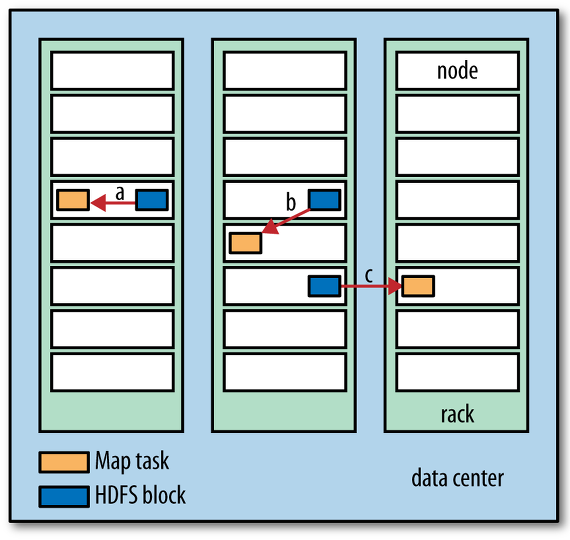 node
a
b
c
rack
Map task
HDFS block
data center